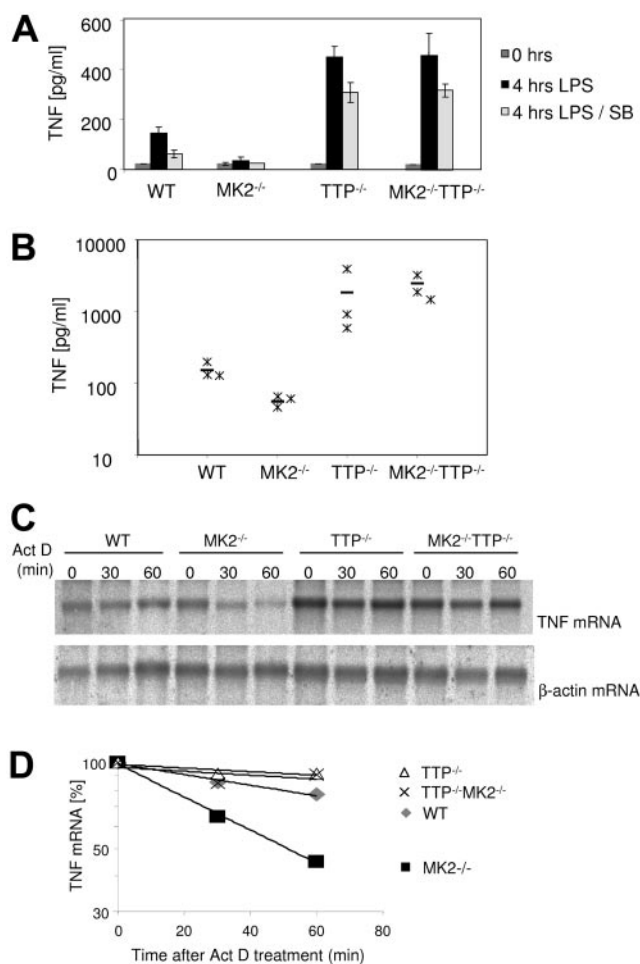 A
TNF [pg/ml]
600
400
200
0
WT MK2-/- TTP-/- MK2-/-TTP-/-
0 hrs
4 hrs LPS
4 hrs LPS / SB
B
TNF [pg/ml]
10000
1000
100
10
WT MK2-/- TTP-/- MK2-/-TTP-/-
C
WT MK2-/- TTP-/- MK2-/-TTP-/-
Act D
(min) 0 30 60 0 30 60 0 30 60 0 30 60
TNF mRNA
β-actin mRNA
D
TNF mRNA [%]
100
50
30
0 20 40 60 80
Time after Act D treatment (min)
TTP-/-
TTP-/-MK2-/-
WT
MK2-/-